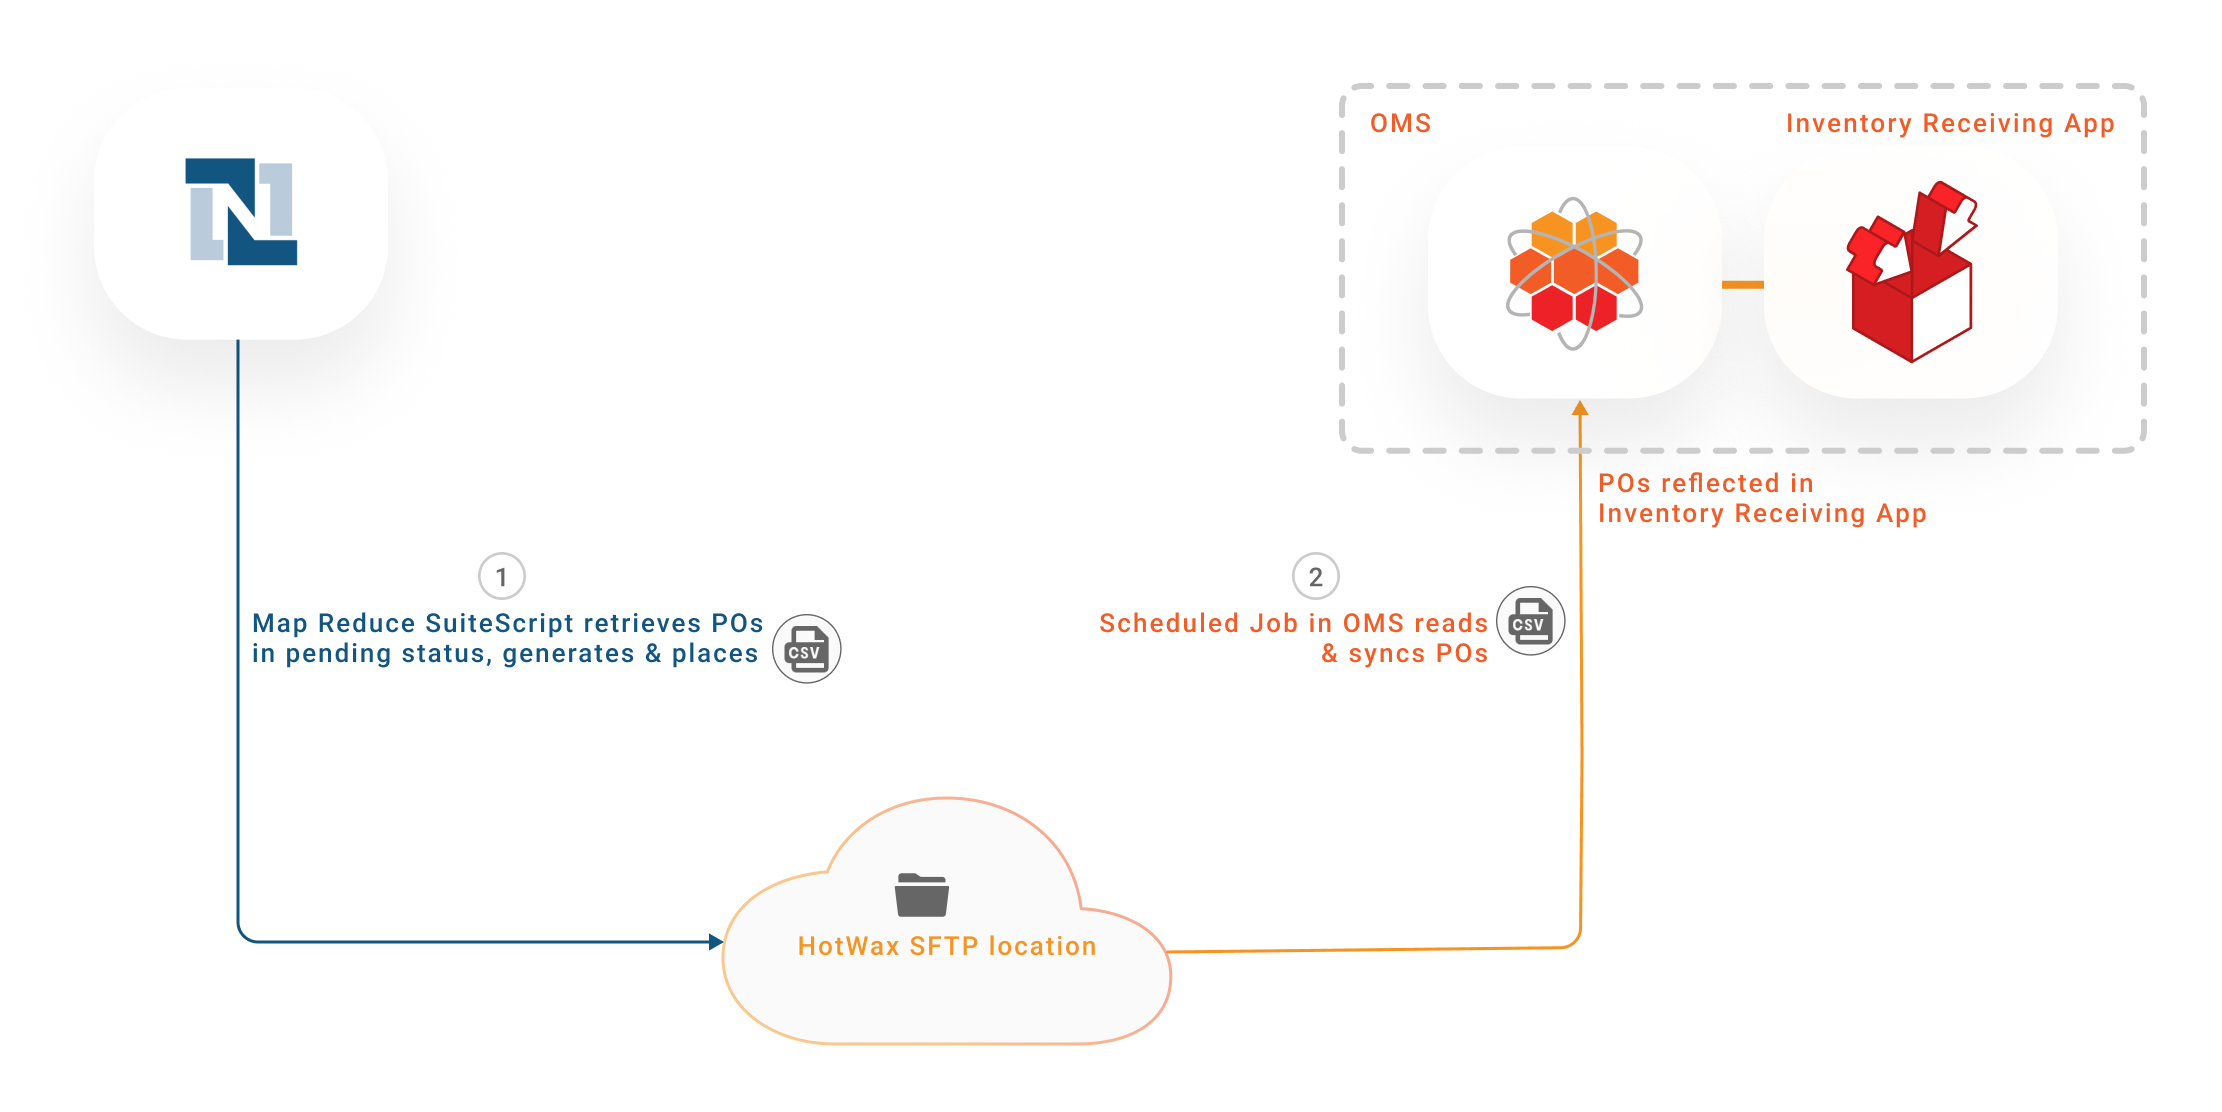 OMS
Inventory Receiving App
N
POs reflected in
Inventory Receiving App
1
Map Reduce SuiteScript retrieves POs
in pending status, generates & places
CSV
2
Scheduled Job in OMS reads
& syncs POs
CSV
HotWax SFTP location